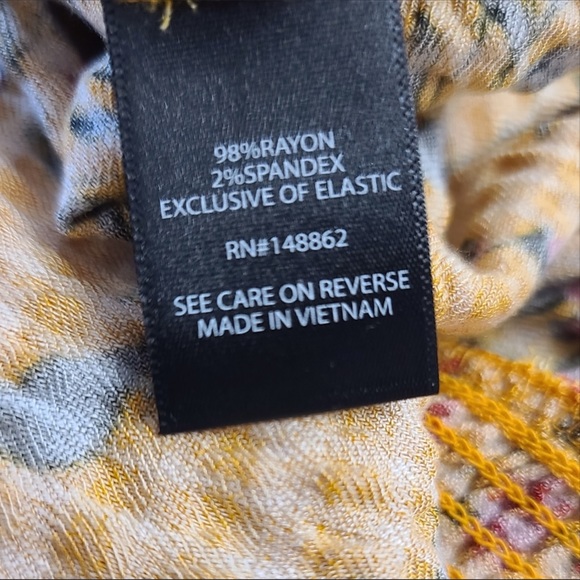 98%RAYON
2%SPANDEX
EXCLUSIVE OF ELASTIC
RN#148862
SEE CARE ON REVERSE
MADE IN VIETNAM